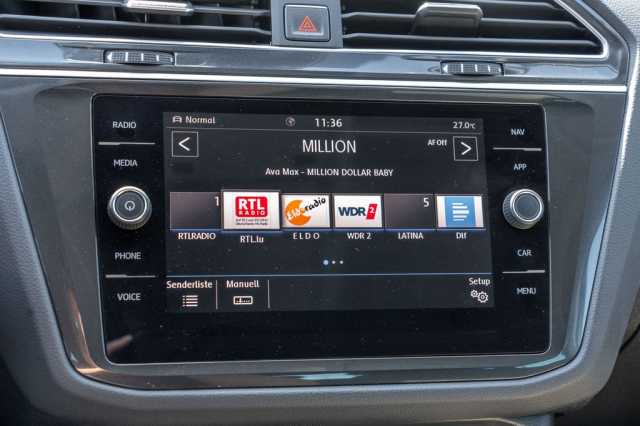 RADIO
MEDIA
PHONE
VOICE
Normal
11:36
27.0°C
MILLION
AF Off
Ava Max - MILLION DOLLAR BABY
1
RTL
RADIO
Eldoradio
WDR 2
5
RTLRADIO
RTL.lu
E L D O
WDR 2
LATINA
Dlf
Senderliste
Manuell
Setup
NAV
APP
CAR
MENU